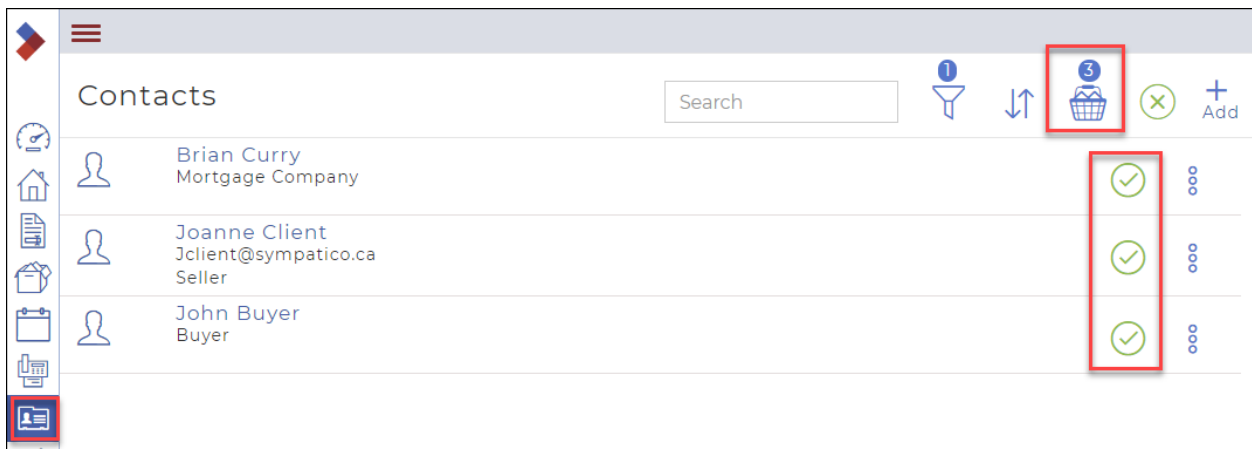 Contacts
Search
1
3
Add
Brian Curry
Mortgage Company
Joanne Client
Jclient@sympatico.ca
Seller
John Buyer
Buyer